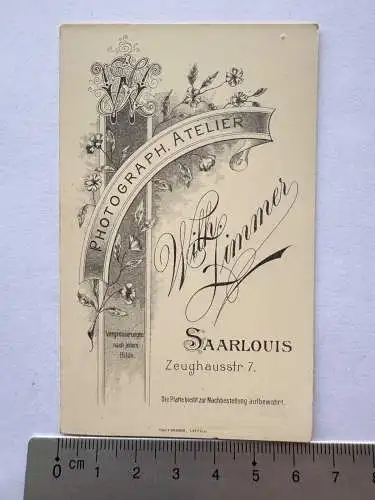 PHOTOGRAPH. ATELIER
Wilh.
Zimmer
SAARLOUIS
Zeughausstr 7.
Vergrösserungen
nach jedem
Bilde.
Die Platte bleibt zur Nachbestellung aufbewahrt.
0 cm 1 2 3 4 5 6 7 8